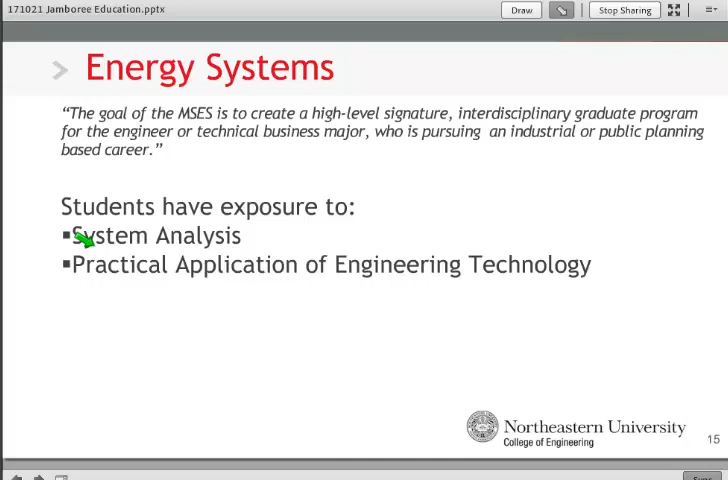 171021 Jamboree Education.pptx
Draw
Stop Sharing
Energy Systems
“The goal of the MSES is to create a high-level signature, interdisciplinary graduate program
for the engineer or technical business major, who is pursuing an industrial or public planning
based career.”
Students have exposure to:
▪System Analysis
▪Practical Application of Engineering Technology
Northeastern University
College of Engineering
15
Sync